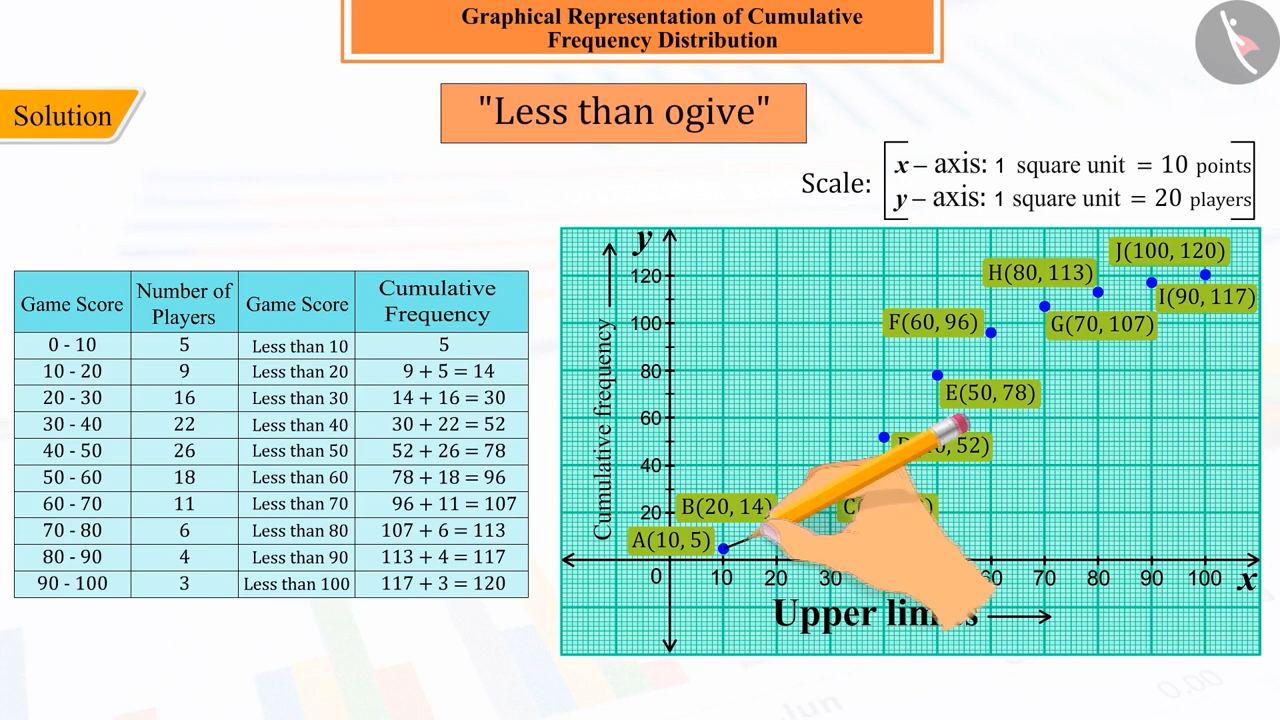 Graphical Representation of Cumulative
Frequency Distribution
Solution
"Less than ogive"
Scale:
x – axis: 1 square unit = 10 points
y – axis: 1 square unit = 20 players
Game Score Number of Players Game Score Cumulative Frequency
0 - 10 5 Less than 10 5
10 - 20 9 Less than 20 9 + 5 = 14
20 - 30 16 Less than 30 14 + 16 = 30
30 - 40 22 Less than 40 30 + 22 = 52
40 - 50 26 Less than 50 52 + 26 = 78
50 - 60 18 Less than 60 78 + 18 = 96
60 - 70 11 Less than 70 96 + 11 = 107
70 - 80 6 Less than 80 107 + 6 = 113
80 - 90 4 Less than 90 113 + 4 = 117
90 - 100 3 Less than 100 117 + 3 = 120
y
Cumulative frequency
120
100
80
60
40
20
J(100, 120)
H(80, 113)
I(90, 117)
F(60, 96)
G(70, 107)
E(50, 78)
52)
B(20, 14)
A(10, 5)
0 10 20 30 60 70 80 90 100 x
Upper